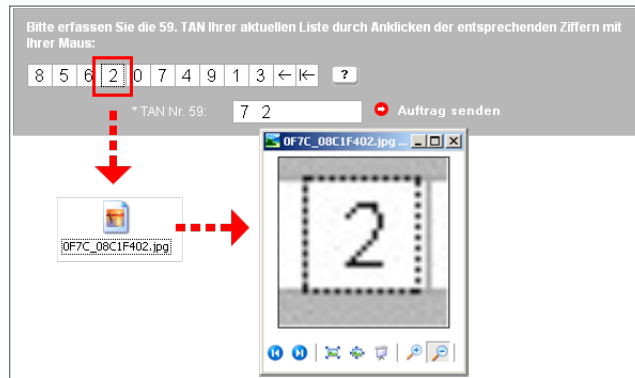 Bitte erfassen Sie die 59. TAN Ihrer aktuellen Liste durch Anklicken der entsprechenden Ziffern mit
Ihrer Maus:
8 5 6 2 0 7 4 9 1 3 ← |← ?
* TAN Nr. 59: 7 2 Auftrag senden
0F7C_08C1F402.jpg ...
2
0F7C_08C1F402.jpg